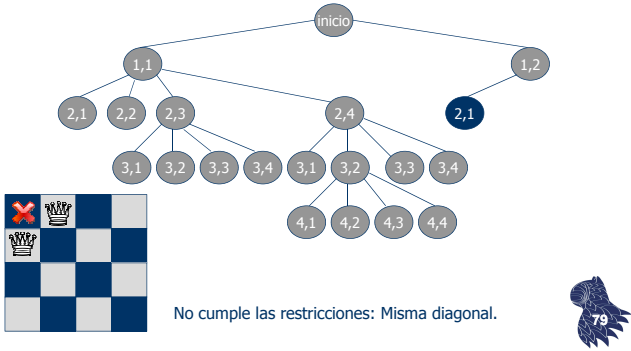 inicio
1,1 1,2
2,1 2,2 2,3 2,4 2,1
3,1 3,2 3,3 3,4 3,1 3,2 3,3 3,4
4,1 4,2 4,3 4,4
No cumple las restricciones: Misma diagonal.
79